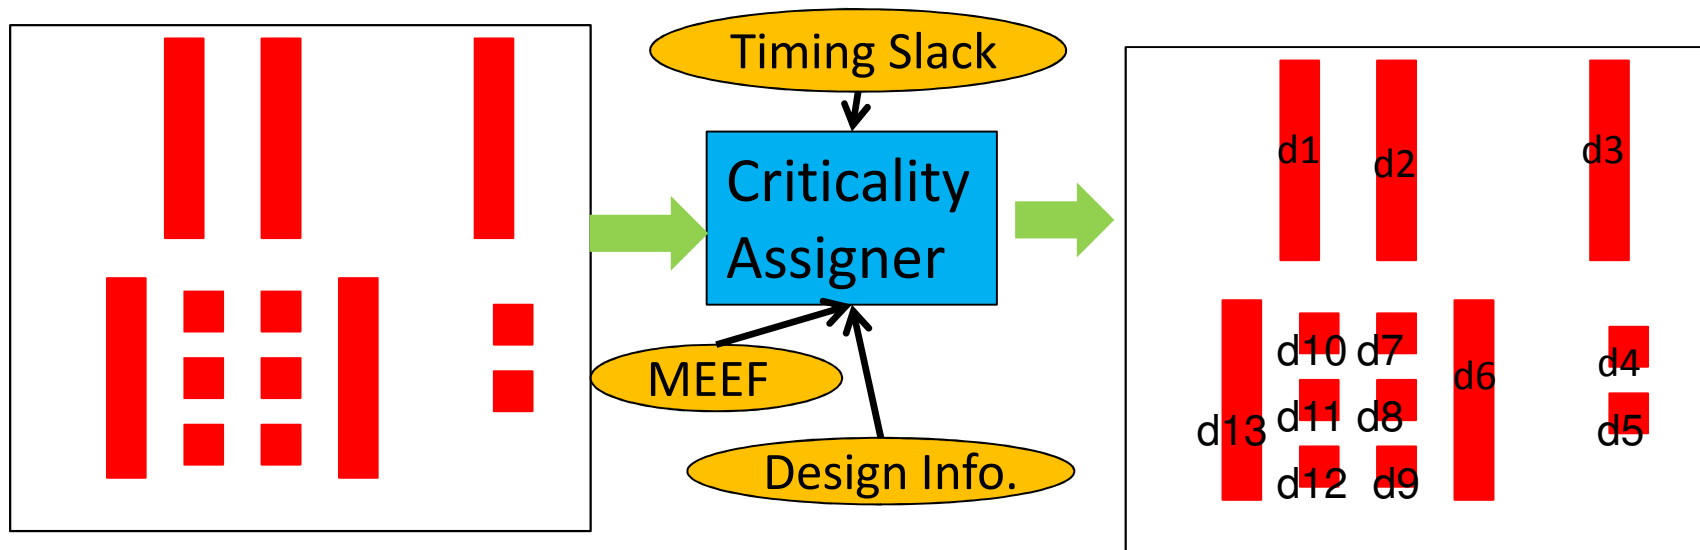 Timing Slack
Criticality
Assigner
MEEF
Design Info.
d1
d2
d3
d10 d7
d4
d6
d11 d8
d13
d5
d12 d9